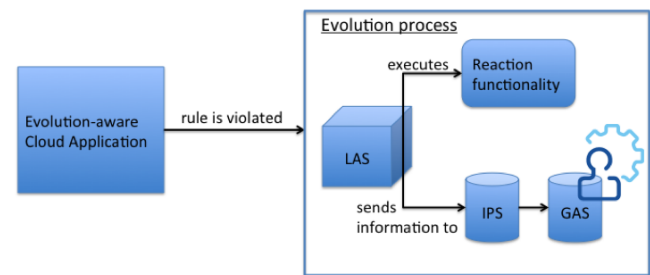 Evolution process
Evolution-aware
Cloud Application
rule is violated
executes
Reaction
functionality
LAS
sends
information to
IPS
GAS